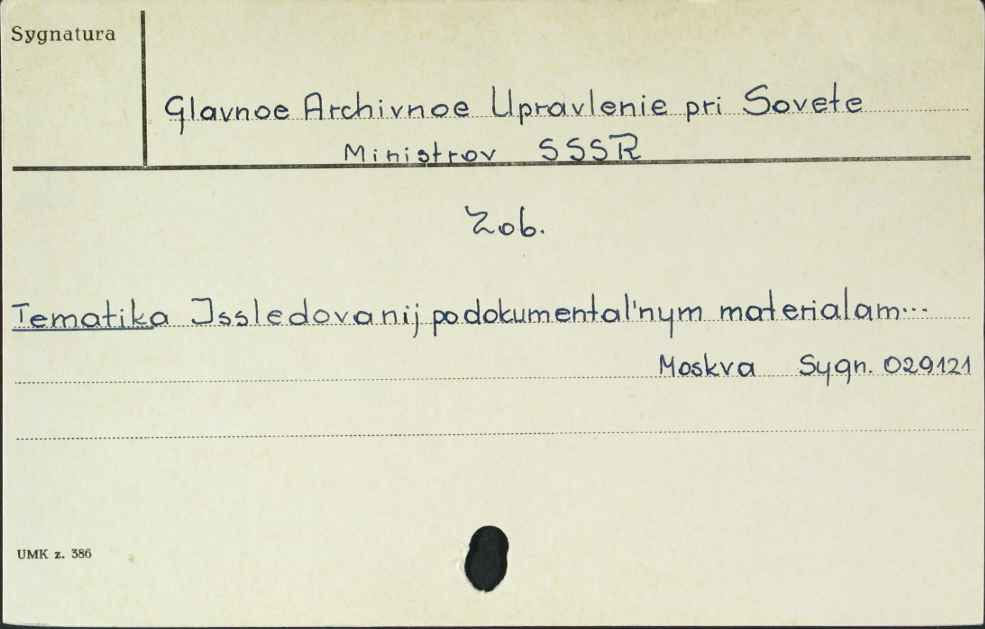 Sygnatura
Glavnoe Archivnoe Upravlenie pri Sovete
Ministrov SSSR
Zob.
Tematika Issledovanij po dokumental'nym materialam...
Moskva Sygn. 029121
UMK z. 386